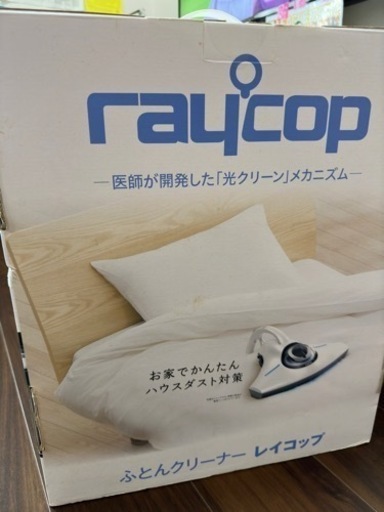 raycop
—医師が開発した「光クリーン」メカニズム—
お家でかんたん
ハウスダスト対策
ふとんクリーナー レイコップ